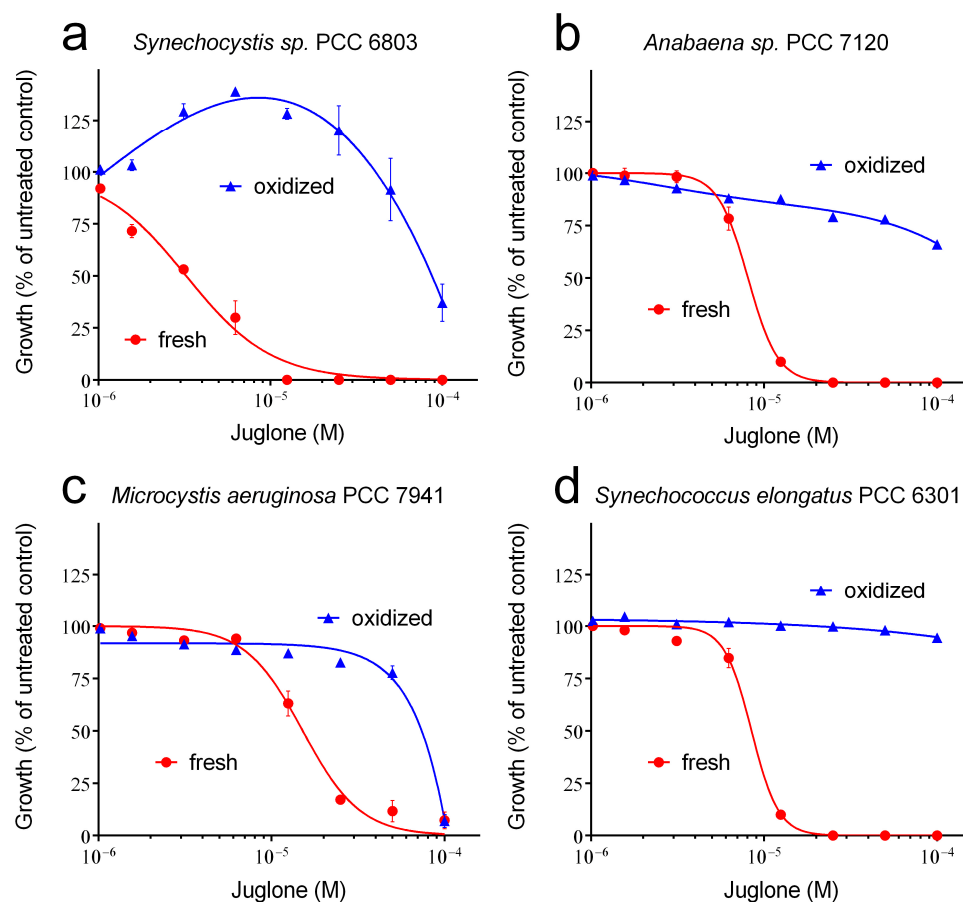 a
Synechocystis sp. PCC 6803
Growth (% of untreated control)
125
100
75
50
25
0
oxidized
fresh
10⁻⁶
10⁻⁵
10⁻⁴
Juglone (M)
b
Anabaena sp. PCC 7120
Growth (% of untreated control)
125
100
75
50
25
0
oxidized
fresh
10⁻⁶
10⁻⁵
10⁻⁴
Juglone (M)
c
Microcystis aeruginosa PCC 7941
Growth (% of untreated control)
125
100
75
50
25
0
oxidized
fresh
10⁻⁶
10⁻⁵
10⁻⁴
Juglone (M)
d
Synechococcus elongatus PCC 6301
Growth (% of untreated control)
125
100
75
50
25
0
oxidized
fresh
10⁻⁶
10⁻⁵
10⁻⁴
Juglone (M)